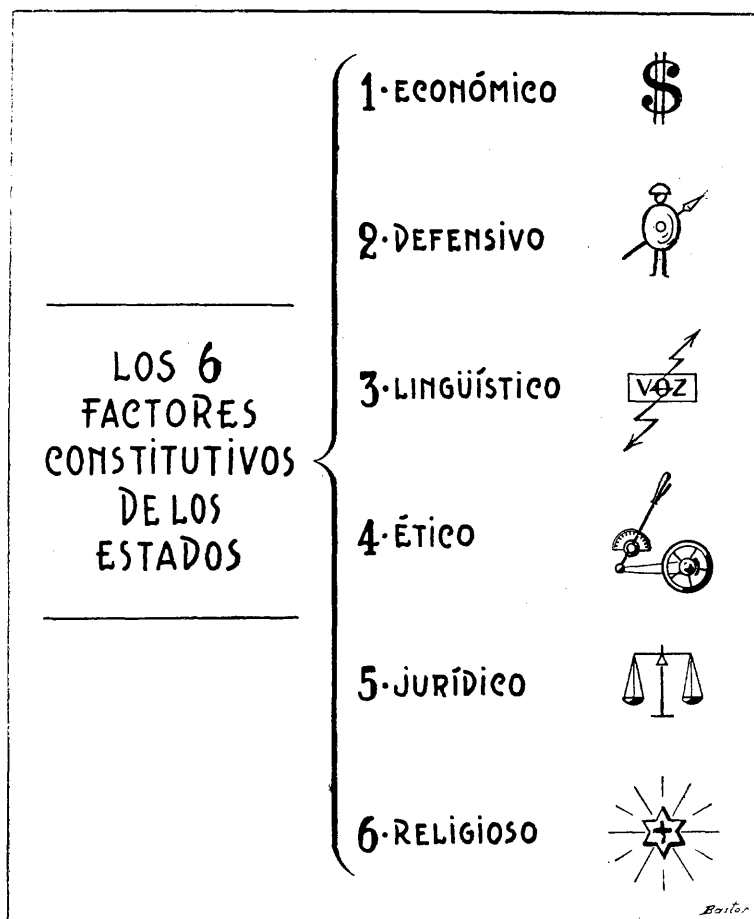 LOS 6
FACTORES
CONSTITUTIVOS
DE LOS
ESTADOS
1·ECONÓMICO
$
2·DEFENSIVO
3·LINGÜÍSTICO
VOZ
4·ÉTICO
5·JURÍDICO
6·RELIGIOSO